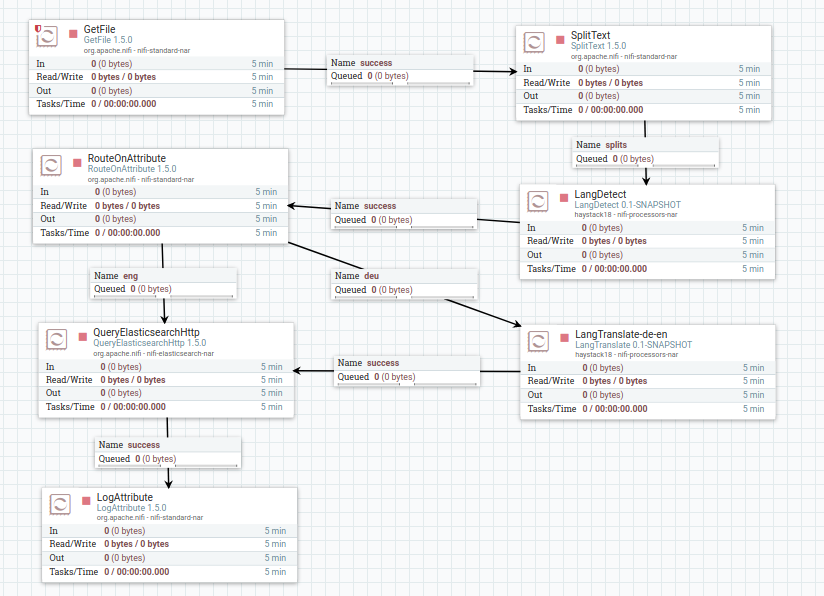 GetFile
GetFile 1.5.0
org.apache.nifi - nifi-standard-nar
In 0 (0 bytes) 5 min
Read/Write 0 bytes / 0 bytes 5 min
Out 0 (0 bytes) 5 min
Tasks/Time 0 / 00:00:00.000 5 min
Name success
Queued 0 (0 bytes)
SplitText
SplitText 1.5.0
org.apache.nifi - nifi-standard-nar
In 0 (0 bytes) 5 min
Read/Write 0 bytes / 0 bytes 5 min
Out 0 (0 bytes) 5 min
Tasks/Time 0 / 00:00:00.000 5 min
Name splits
Queued 0 (0 bytes)
RouteOnAttribute
RouteOnAttribute 1.5.0
org.apache.nifi - nifi-standard-nar
In 0 (0 bytes) 5 min
Read/Write 0 bytes / 0 bytes 5 min
Out 0 (0 bytes) 5 min
Tasks/Time 0 / 00:00:00.000 5 min
Name success
Queued 0 (0 bytes)
LangDetect
LangDetect 0.1-SNAPSHOT
haystack18 - nifi-processors-nar
In 0 (0 bytes) 5 min
Read/Write 0 bytes / 0 bytes 5 min
Out 0 (0 bytes) 5 min
Tasks/Time 0 / 00:00:00.000 5 min
Name eng
Queued 0 (0 bytes)
Name deu
Queued 0 (0 bytes)
QueryElasticsearchHttp
QueryElasticsearchHttp 1.5.0
org.apache.nifi - nifi-elasticsearch-nar
In 0 (0 bytes) 5 min
Read/Write 0 bytes / 0 bytes 5 min
Out 0 (0 bytes) 5 min
Tasks/Time 0 / 00:00:00.000 5 min
Name success
Queued 0 (0 bytes)
LangTranslate-de-en
LangTranslate 0.1-SNAPSHOT
haystack18 - nifi-processors-nar
In 0 (0 bytes) 5 min
Read/Write 0 bytes / 0 bytes 5 min
Out 0 (0 bytes) 5 min
Tasks/Time 0 / 00:00:00.000 5 min
Name success
Queued 0 (0 bytes)
LogAttribute
LogAttribute 1.5.0
org.apache.nifi - nifi-standard-nar
In 0 (0 bytes) 5 min
Read/Write 0 bytes / 0 bytes 5 min
Out 0 (0 bytes) 5 min
Tasks/Time 0 / 00:00:00.000 5 min